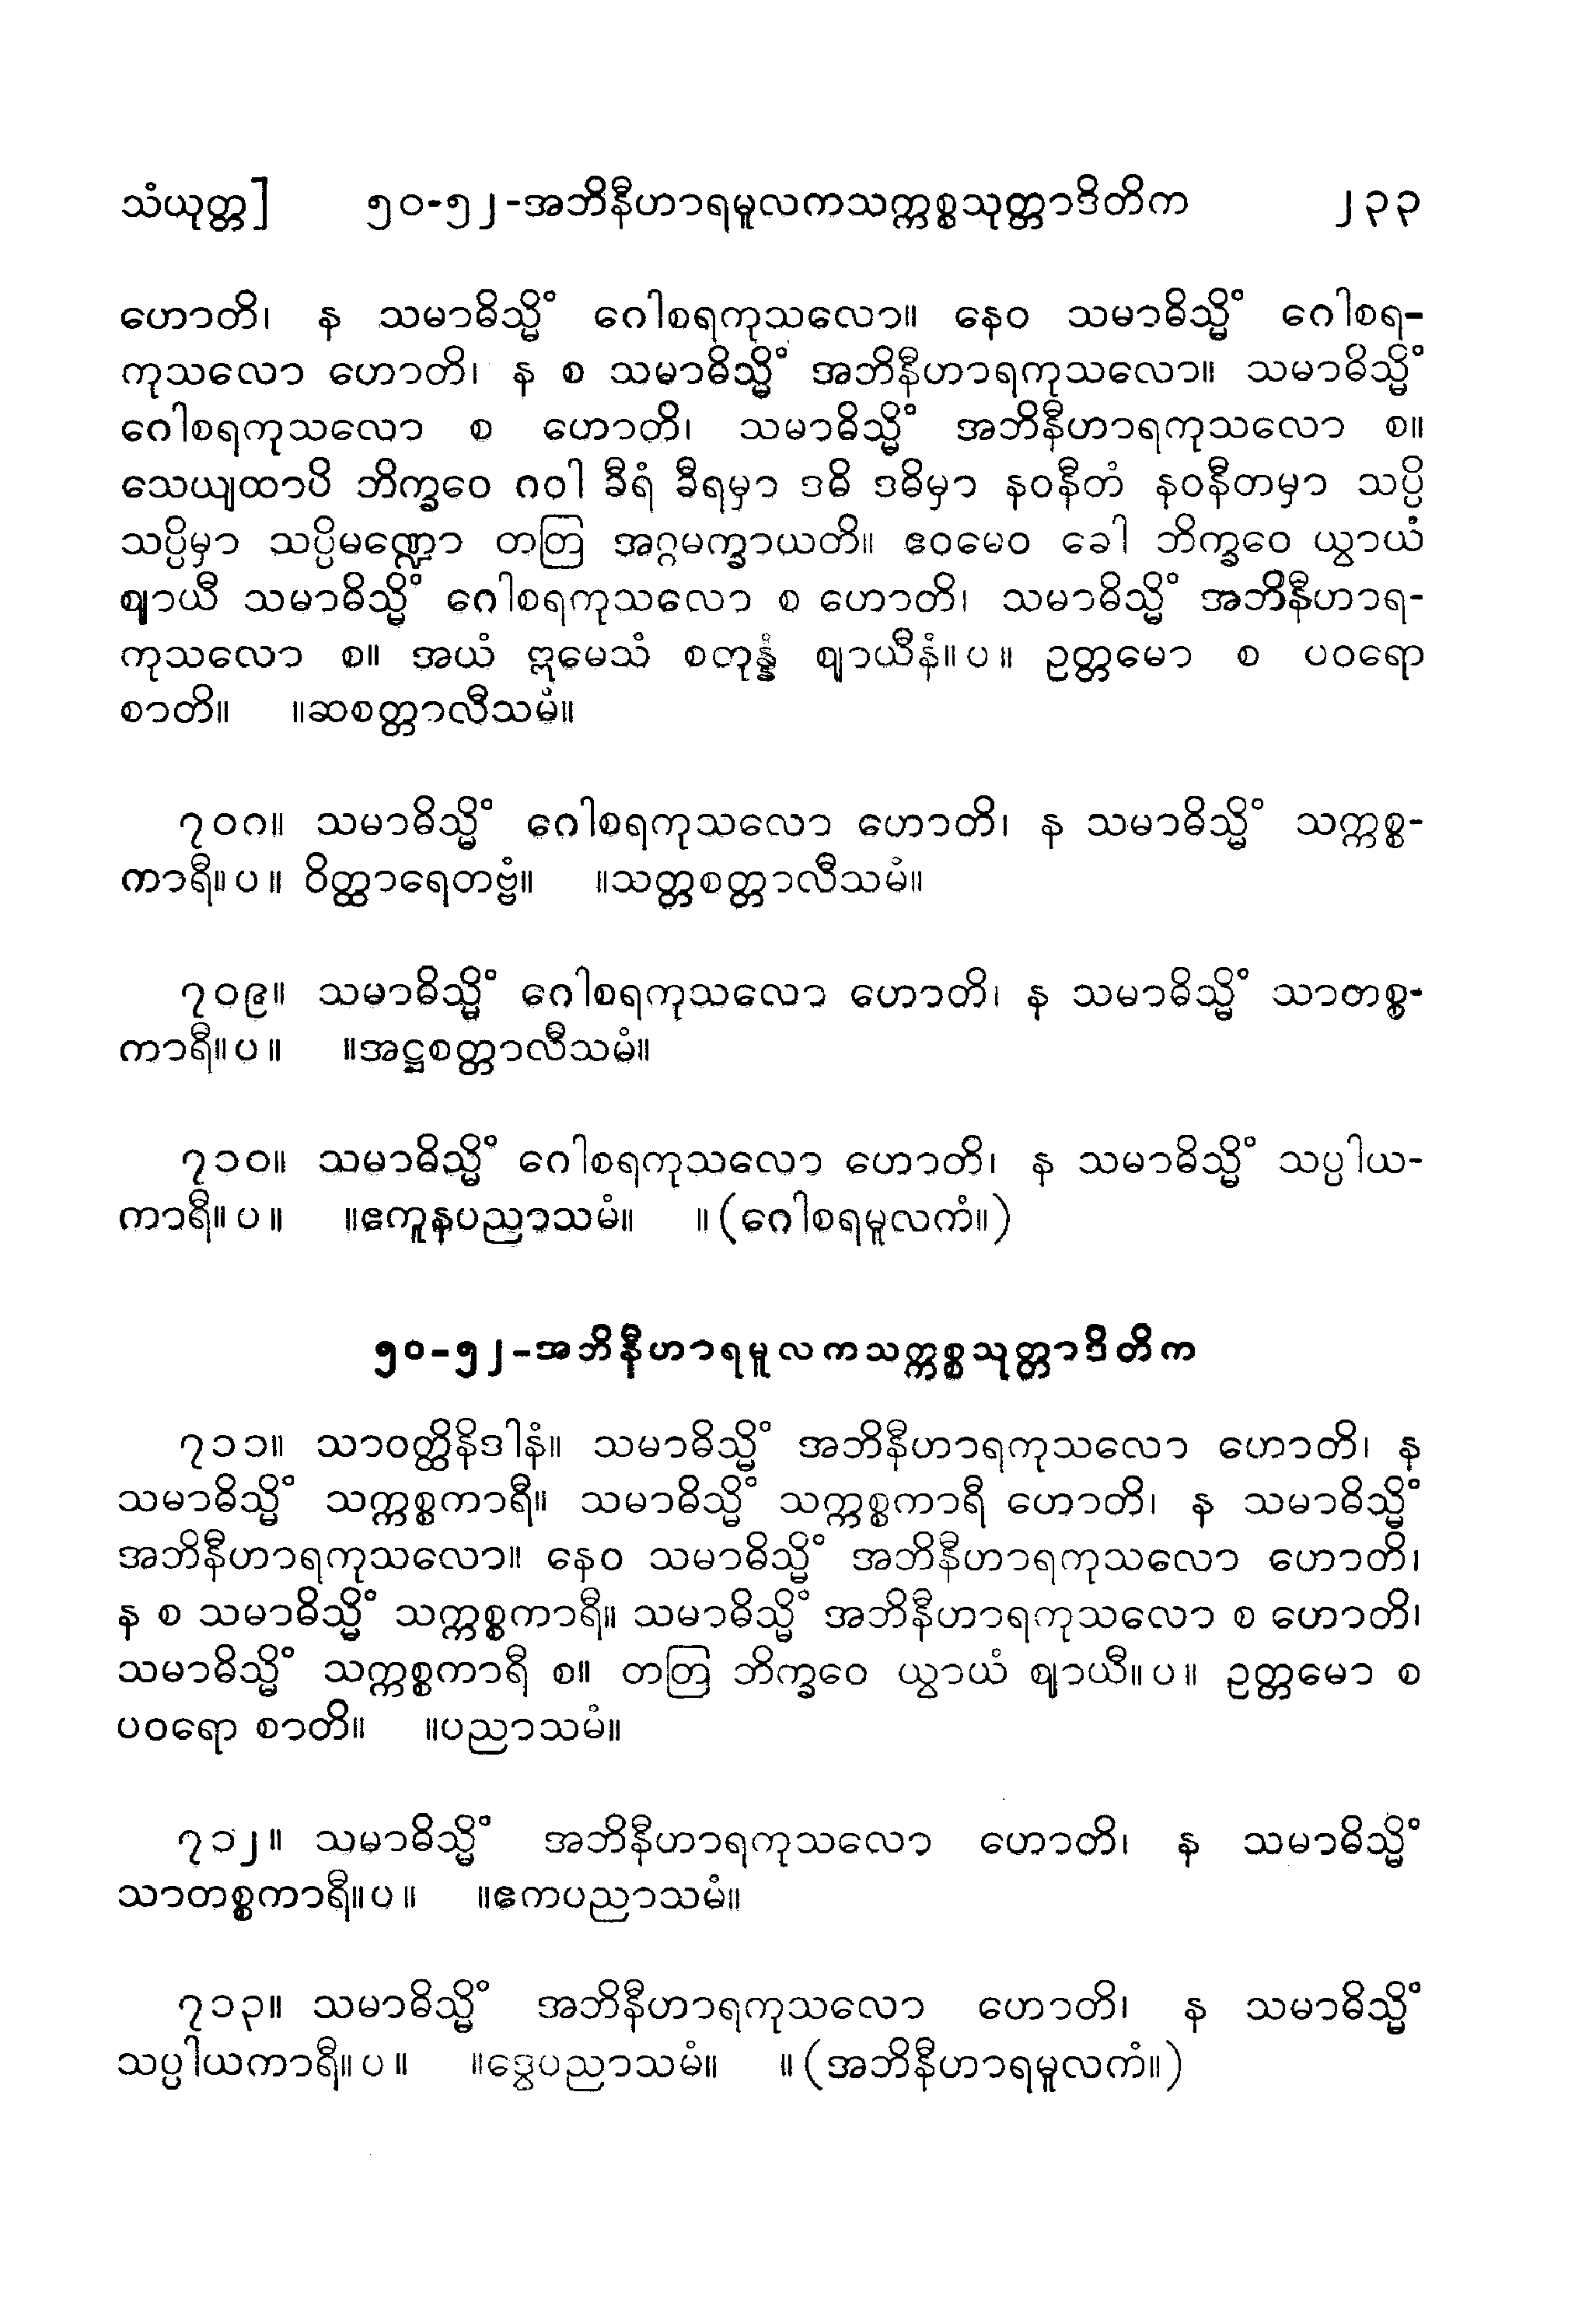 သံယုတ္တ] ၅၀-၅၂-အဘိနီဟာရမူလကသက္ကစ္စသုတ္တာဒိတိက ၂၃၃
ဟောတိ၊ န သမာဓိသ္မိံ ဂေါစရကုသလော။ နေဝ သမာဓိသ္မိံ ဂေါစရ-
ကုသလော ဟောတိ၊ န စ သမာဓိသ္မိံ အဘိနီဟာရကုသလော။ သမာဓိသ္မိံ
ဂေါစရကုသလော စ ဟောတိ၊ သမာဓိသ္မိံ အဘိနီဟာရကုသလော စ။
သေယျထာပိ ဘိက္ခဝေ ဂဝါ ခီရံ ခီရမှာ ဒဓိ ဒဓိမှာ နဝနီတံ နဝနီတမှာ သပ္ပိ
သပ္ပိမှာ သပ္ပိမဏ္ဍော တတြ အဂ္ဂမက္ခာယတိ။ ဧဝမေဝ ခေါ ဘိက္ခဝေ ယွာယံ
ဈာယီ သမာဓိသ္မိံ ဂေါစရကုသလော စ ဟောတိ၊ သမာဓိသ္မိံ အဘိနီဟာရ-
ကုသလော စ။ အယံ ဣမေသံ စတုန္နံ ဈာယီနံ။ပ။ ဥတ္တမော စ ပဝရော
စာတိ။ ။ဆစတ္တာလီသမံ။
၇၀ဂ။ သမာဓိသ္မိံ ဂေါစရကုသလော ဟောတိ၊ န သမာဓိသ္မိံ သက္ကစ္စ-
ကာရီ။ပ။ ဝိတ္ထာရေတဗ္ဗံ။ ။သတ္တစတ္တာလီသမံ။
၇၀၉။ သမာဓိသ္မိံ ဂေါစရကုသလော ဟောတိ၊ န သမာဓိသ္မိံ သာတစ္စ-
ကာရီ။ပ။ ။အဋ္ဌစတ္တာလီသမံ။
၇၁၀။ သမာဓိသ္မိံ ဂေါစရကုသလော ဟောတိ၊ န သမာဓိသ္မိံ သပ္ပါယ-
ကာရီ။ပ။ ။ဧကူနပညာသမံ။ ။(ဂေါစရမူလကံ။)
၅၀-၅၂-အဘိနီဟာရမူလကသက္ကစ္စသုတ္တာဒိတိက
၇၁၁။ သာဝတ္ထိနိဒါနံ။ သမာဓိသ္မိံ အဘိနီဟာရကုသလော ဟောတိ၊ န
သမာဓိသ္မိံ သက္ကစ္စကာရီ။ သမာဓိသ္မိံ သက္ကစ္စကာရီ ဟောတိ၊ န သမာဓိသ္မိံ
အဘိနီဟာရကုသလော။ နေဝ သမာဓိသ္မိံ အဘိနီဟာရကုသလော ဟောတိ၊
န စ သမာဓိသ္မိံ သက္ကစ္စကာရီ။ သမာဓိသ္မိံ အဘိနီဟာရကုသလော စ ဟောတိ၊
သမာဓိသ္မိံ သက္ကစ္စကာရီ စ။ တတြ ဘိက္ခဝေ ယွာယံ ဈာယီ။ပ။ ဥတ္တမော စ
ပဝရော စာတိ။ ။ပညာသမံ။
၇၁၂။ သမာဓိသ္မိံ အဘိနီဟာရကုသလော ဟောတိ၊ န သမာဓိသ္မိံ
သာတစ္စကာရီ။ပ။ ။ဧကပညာသမံ။
၇၁၃။ သမာဓိသ္မိံ အဘိနီဟာရကုသလော ဟောတိ၊ န သမာဓိသ္မိံ
သပ္ပါယကာရီ။ပ။ ။ဒွေပညာသမံ။ ။(အဘိနီဟာရမူလကံ။)